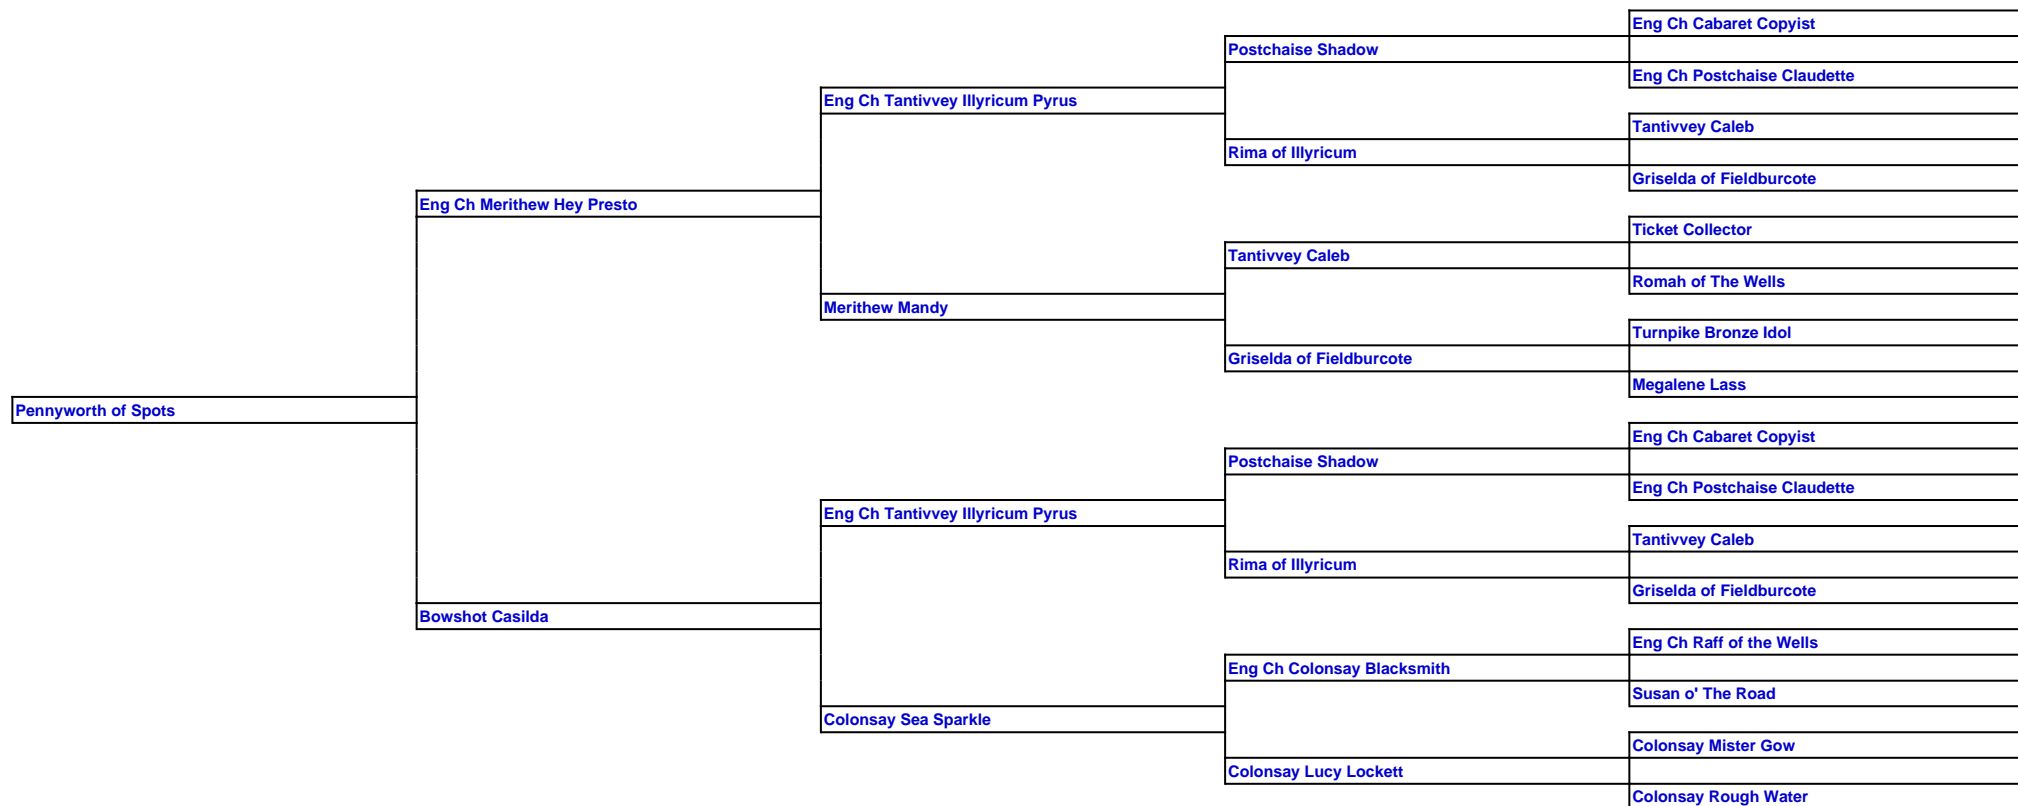 Eng Ch Cabaret Copyist
Postchaise Shadow
Eng Ch Postchaise Claudette
Eng Ch Tantivvey Illyricum Pyrus
Tantivvey Caleb
Rima of Illyricum
Griselda of Fieldburcote
Eng Ch Merithew Hey Presto
Ticket Collector
Tantivvey Caleb
Romah of The Wells
Merithew Mandy
Turnpike Bronze Idol
Griselda of Fieldburcote
Megalene Lass
Pennyworth of Spots
Eng Ch Cabaret Copyist
Postchaise Shadow
Eng Ch Postchaise Claudette
Eng Ch Tantivvey Illyricum Pyrus
Tantivvey Caleb
Rima of Illyricum
Griselda of Fieldburcote
Bowshot Casilda
Eng Ch Raff of the Wells
Eng Ch Colonsay Blacksmith
Susan o' The Road
Colonsay Sea Sparkle
Colonsay Mister Gow
Colonsay Lucy Lockett
Colonsay Rough Water